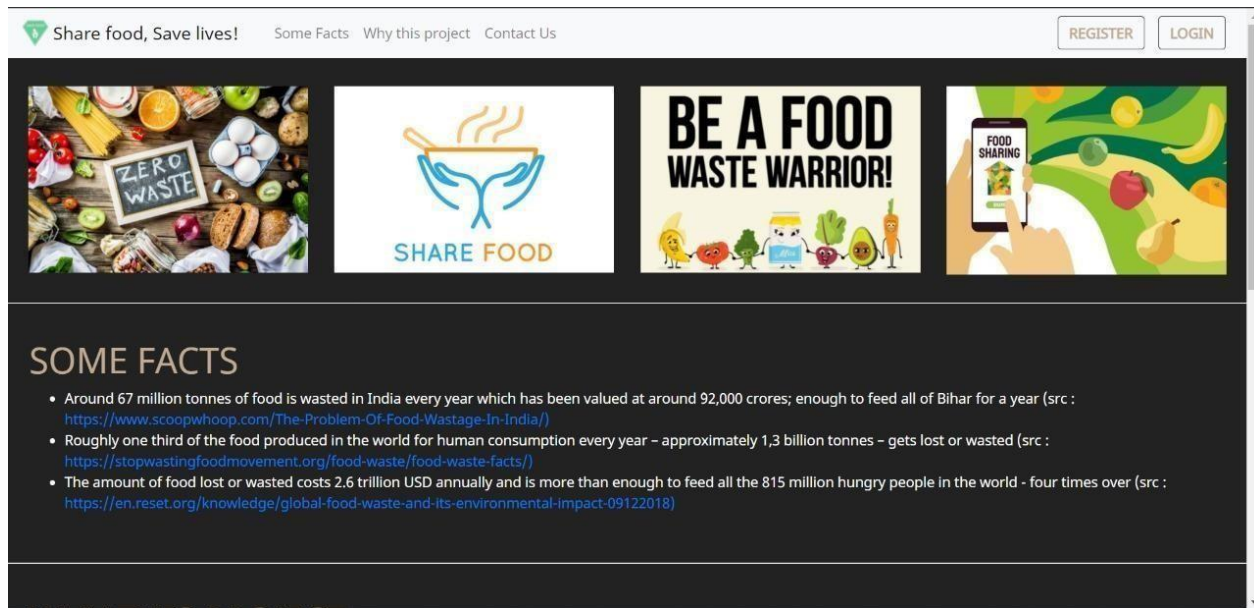 Share food, Save lives!
Some Facts Why this project Contact Us
REGISTER LOGIN
ZERO
WASTE
SHARE FOOD
BE A FOOD
WASTE WARRIOR!
FOOD
SHARING
SOME FACTS
• Around 67 million tonnes of food is wasted in India every year which has been valued at around 92,000 crores; enough to feed all of Bihar for a year (src :
https://www.scoopwhoop.com/The-Problem-Of-Food-Wastage-In-India/)
• Roughly one third of the food produced in the world for human consumption every year – approximately 1,3 billion tonnes – gets lost or wasted (src :
https://stopwastingfoodmovement.org/food-waste/food-waste-facts/)
• The amount of food lost or wasted costs 2.6 trillion USD annually and is more than enough to feed all the 815 million hungry people in the world - four times over (src :
https://en.reset.org/knowledge/global-food-waste-and-its-environmental-impact-09122018)